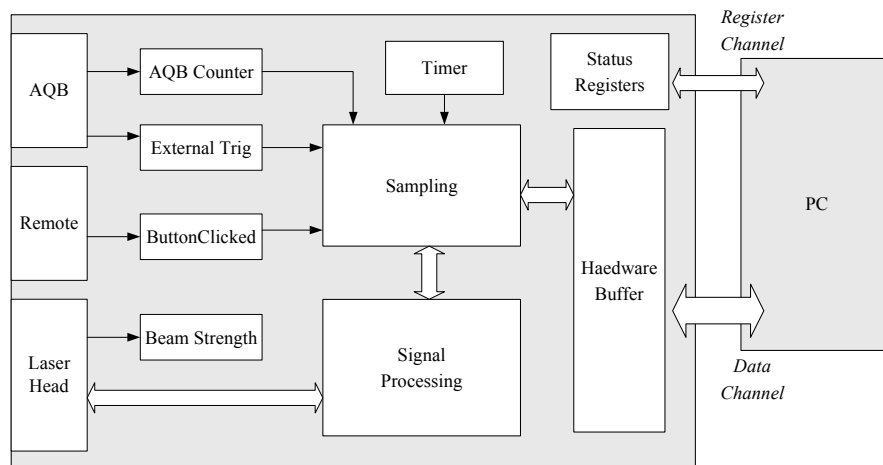 Register
Channel
AQB
AQB Counter
Timer
Status
Registers
External Trig
Sampling
PC
Remote
ButtonClicked
Haedware
Buffer
Laser
Head
Beam Strength
Signal
Processing
Data
Channel